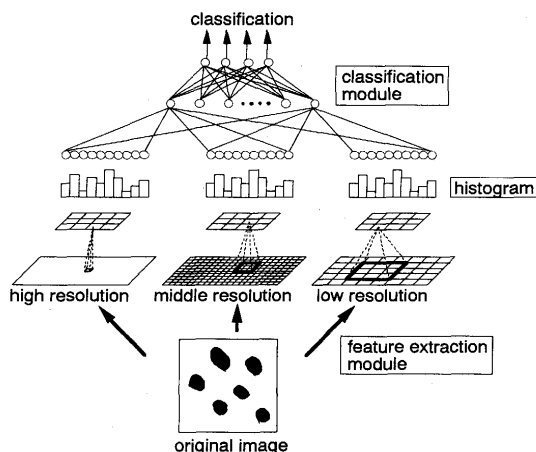 classification
classification
module
histogram
high resolution
middle resolution
low resolution
feature extraction
module
original image